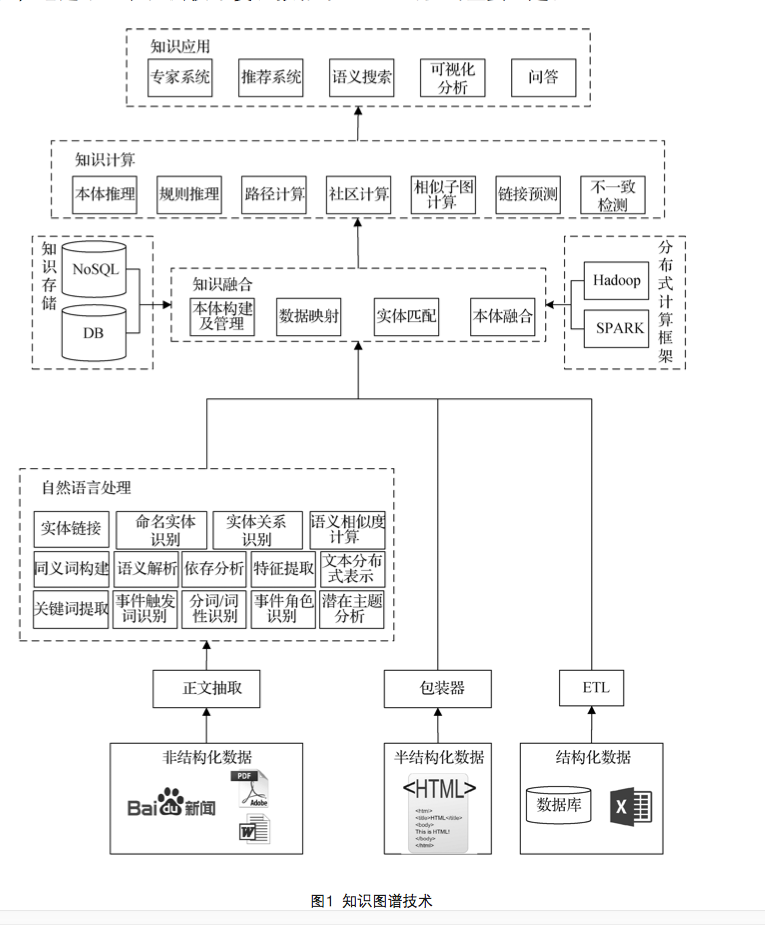 知识应用
专家系统
推荐系统
语义搜索
可视化
分析
问答
知识计算
本体推理
规则推理
路径计算
社区计算
相似子图
计算
链接预测
不一致
检测
知识存储
NoSQL
DB
知识融合
本体构建
及管理
数据映射
实体匹配
本体融合
Hadoop
SPARK
分布式计算框架
自然语言处理
实体链接
命名实体
识别
实体关系
识别
语义相似度
计算
同义词构建
语义解析
依存分析
特征提取
文本分布
式表示
关键词提取
事件触发
词识别
分词/词
性识别
事件角色
识别
潜在主题
分析
正文抽取
包装器
ETL
非结构化数据
Bai du 新闻
PDF
Adobe
W
半结构化数据
<HTML>
<html>
<title>HTML</title>
<body>
This is HTML!
</body>
</html>
结构化数据
数据库
X
图1 知识图谱技术